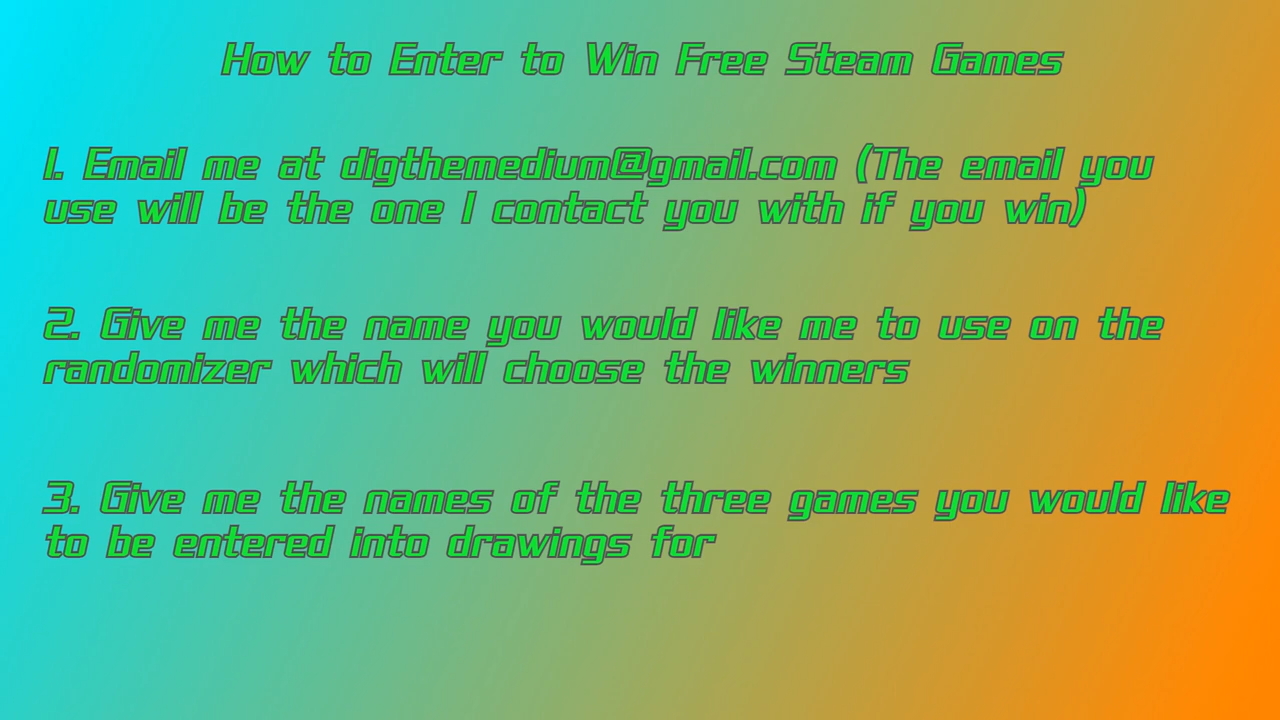 How to Enter to Win Free Steam Games
1. Email me at digthemedium@gmail.com (The email you
use will be the one I contact you with if you win)
2. Give me the name you would like me to use on the
randomizer which will choose the winners
3. Give me the names of the three games you would like
to be entered into drawings for